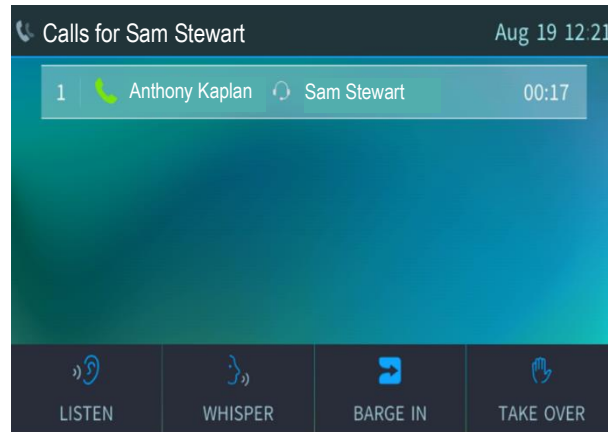 Calls for Sam Stewart Aug 19 12:21
1 Anthony Kaplan Sam Stewart 00:17
LISTEN WHISPER BARGE IN TAKE OVER